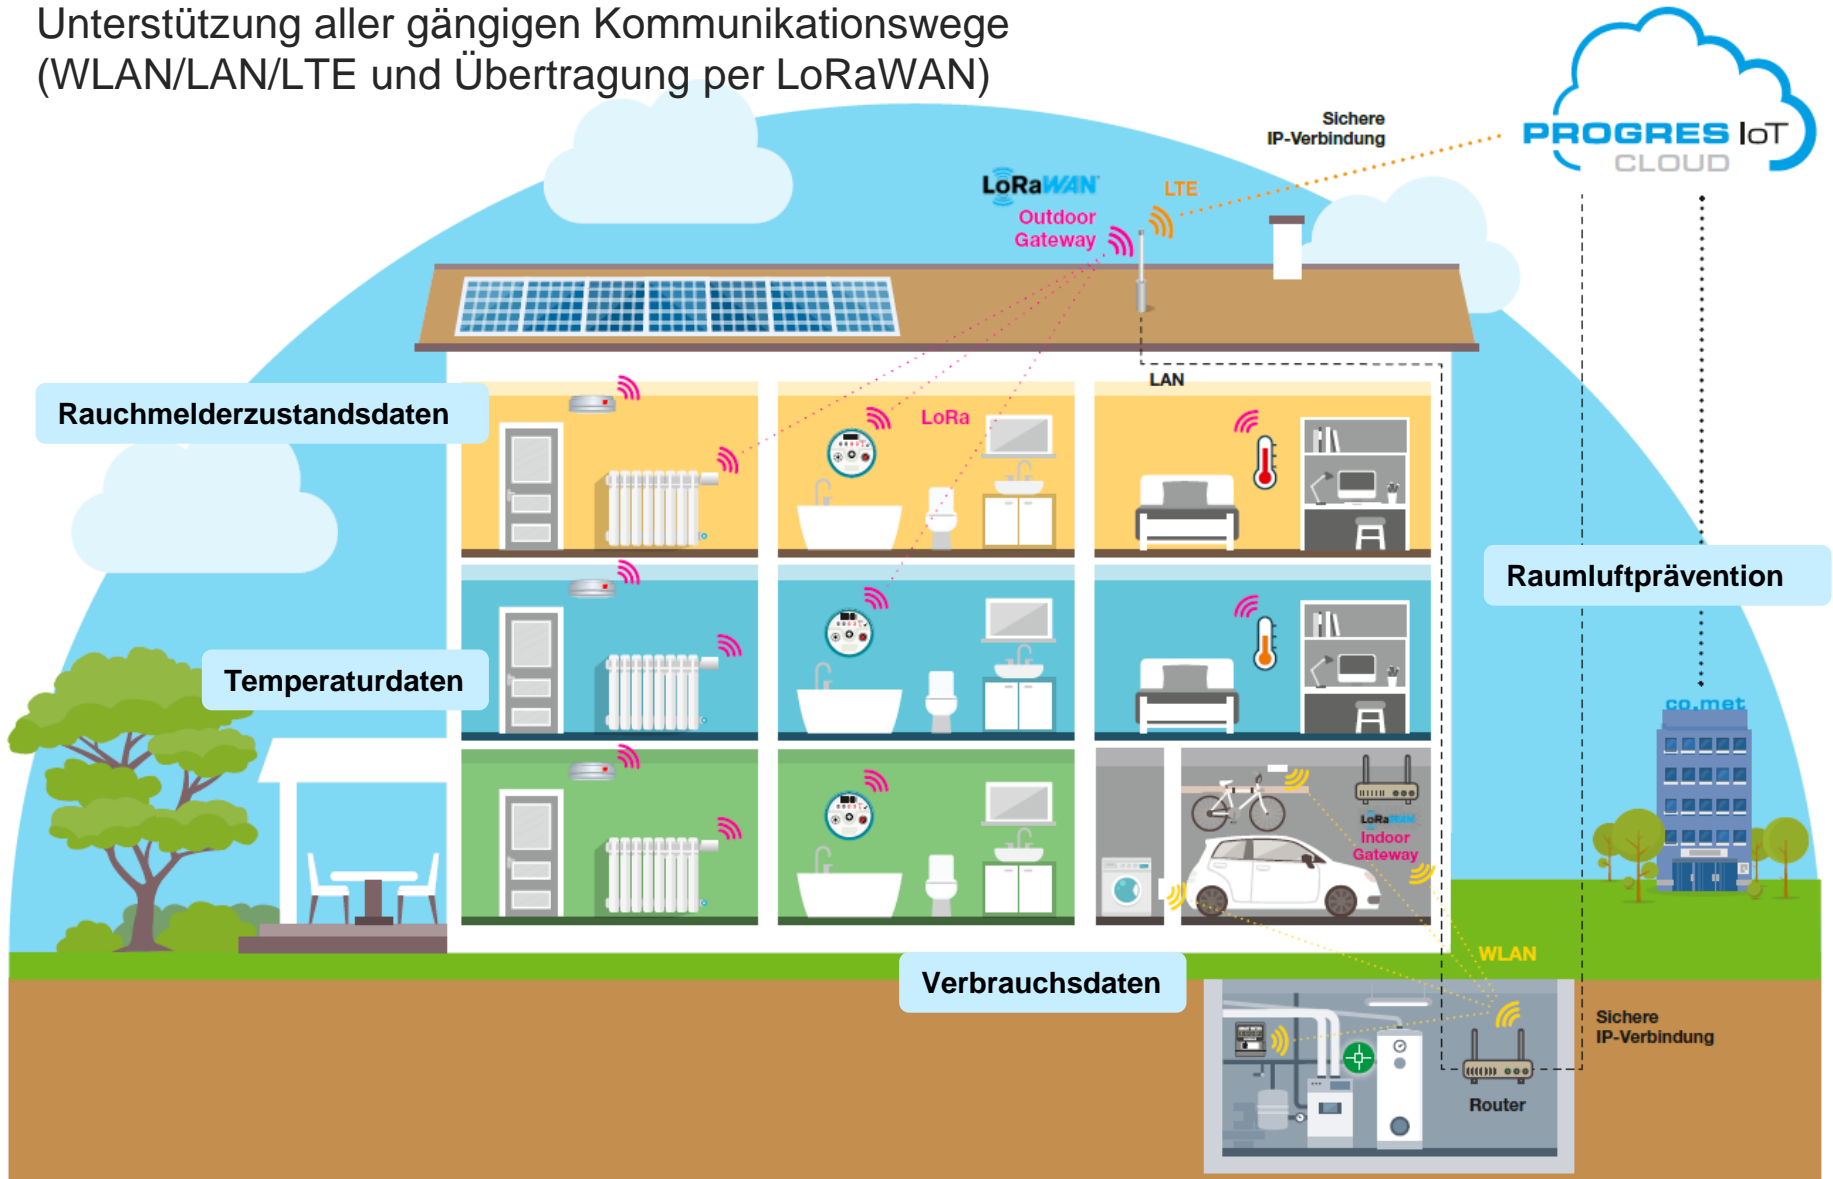 Unterstützung aller gängigen Kommunikationswege
(WLAN/LAN/LTE und Übertragung per LoRaWAN)
Sichere
IP-Verbindung
PROGRES IoT
CLOUD
LoRaWAN
LTE
Outdoor
Gateway
LAN
Rauchmelderzustandsdaten
LoRa
Raumluftprävention
Temperaturdaten
co.met
LoRaWAN
Indoor
Gateway
WLAN
Verbrauchsdaten
Sichere
IP-Verbindung
Router